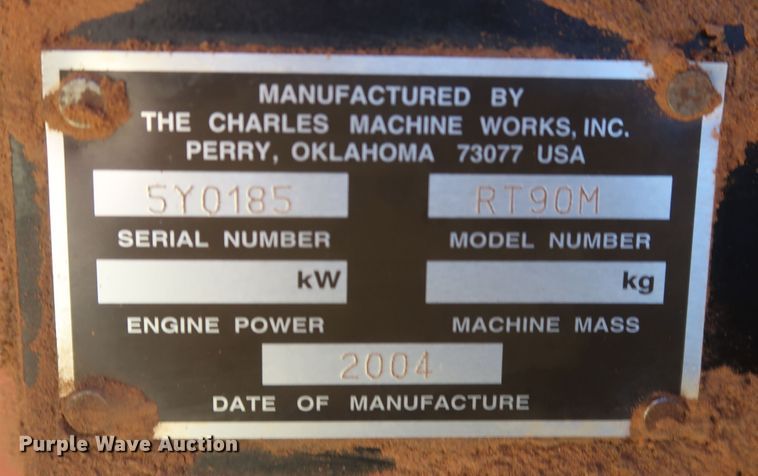 MANUFACTURED BY
THE CHARLES MACHINE WORKS, INC.
PERRY, OKLAHOMA 73077 USA
5Y0185 RT90M
SERIAL NUMBER MODEL NUMBER
kW kg
ENGINE POWER MACHINE MASS
2004
DATE OF MANUFACTURE
Purple Wave Auction